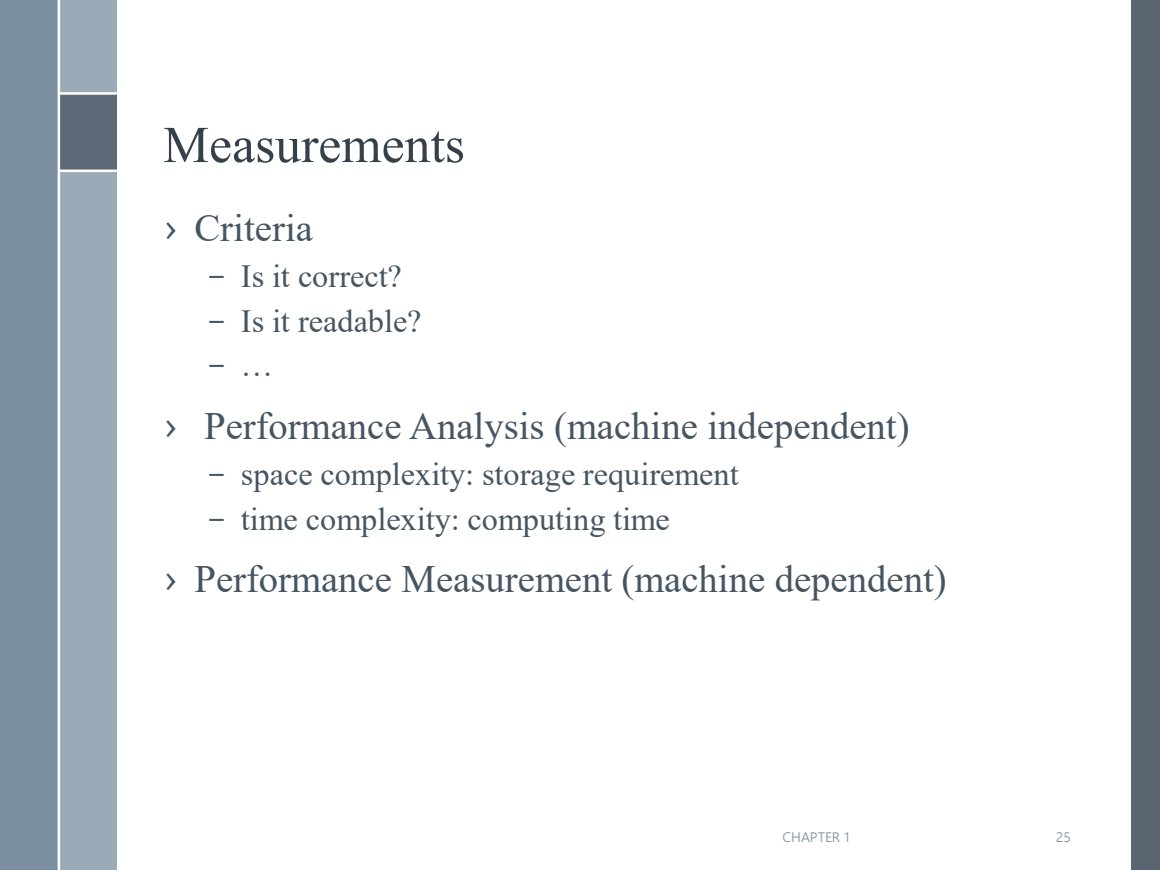 Measurements
› Criteria
– Is it correct?
– Is it readable?
– …
› Performance Analysis (machine independent)
– space complexity: storage requirement
– time complexity: computing time
› Performance Measurement (machine dependent)
CHAPTER 1 25